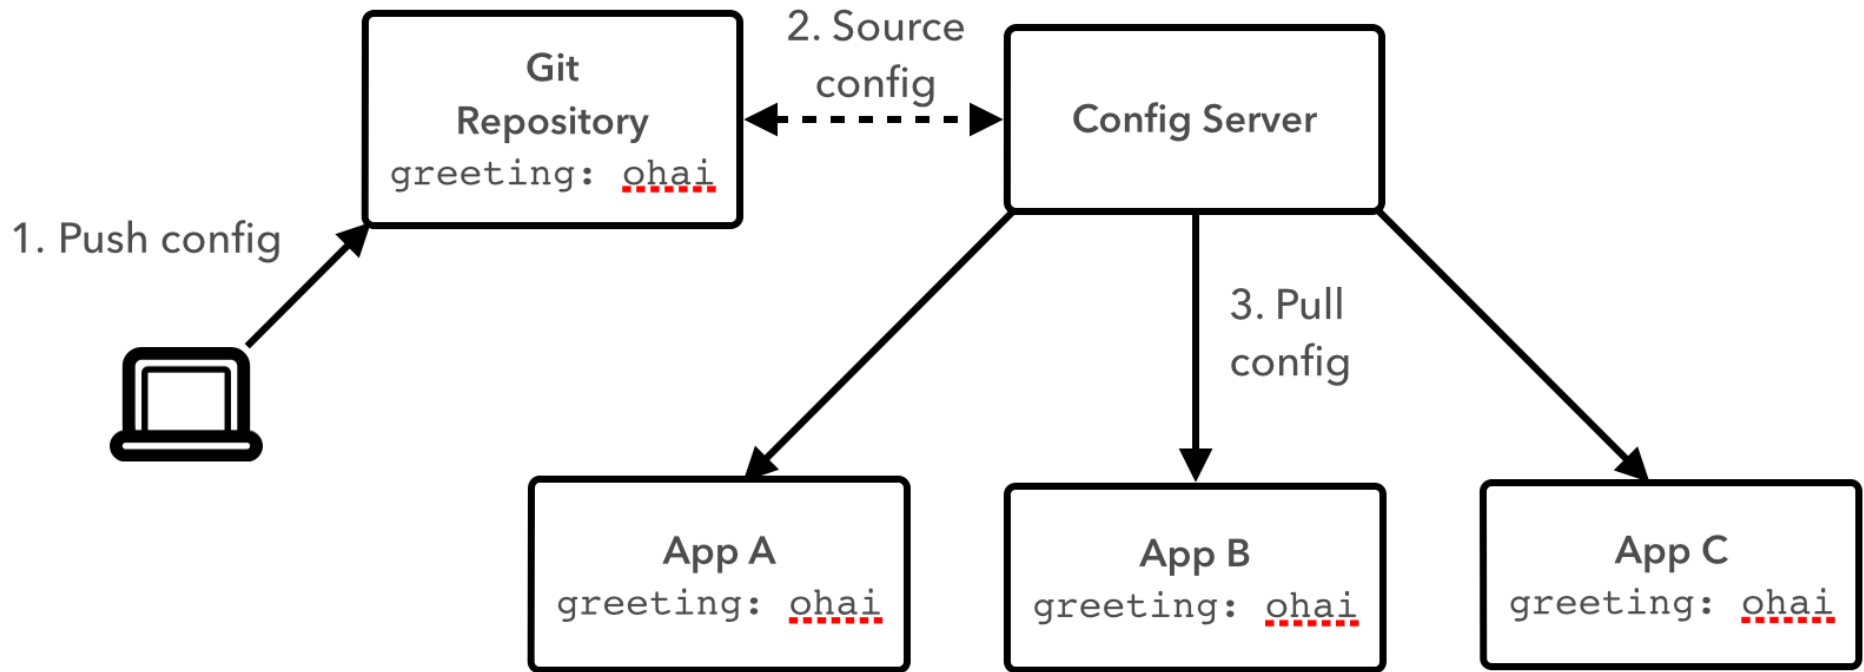 Git
Repository
greeting: ohai
2. Source
config
Config Server
1. Push config
3. Pull
config
App A
greeting: ohai
App B
greeting: ohai
App C
greeting: ohai